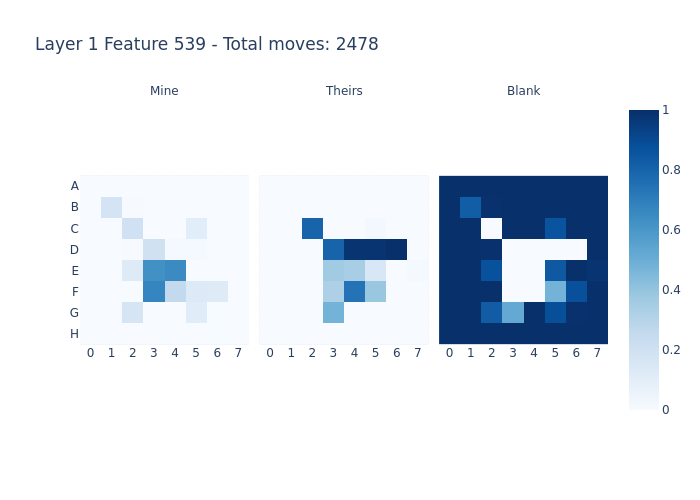 Layer 1 Feature 539 - Total moves: 2478
Mine Theirs Blank
A
B
C
D
E
F
G
H
0 1 2 3 4 5 6 7 0 1 2 3 4 5 6 7 0 1 2 3 4 5 6 7
1
0.8
0.6
0.4
0.2
0